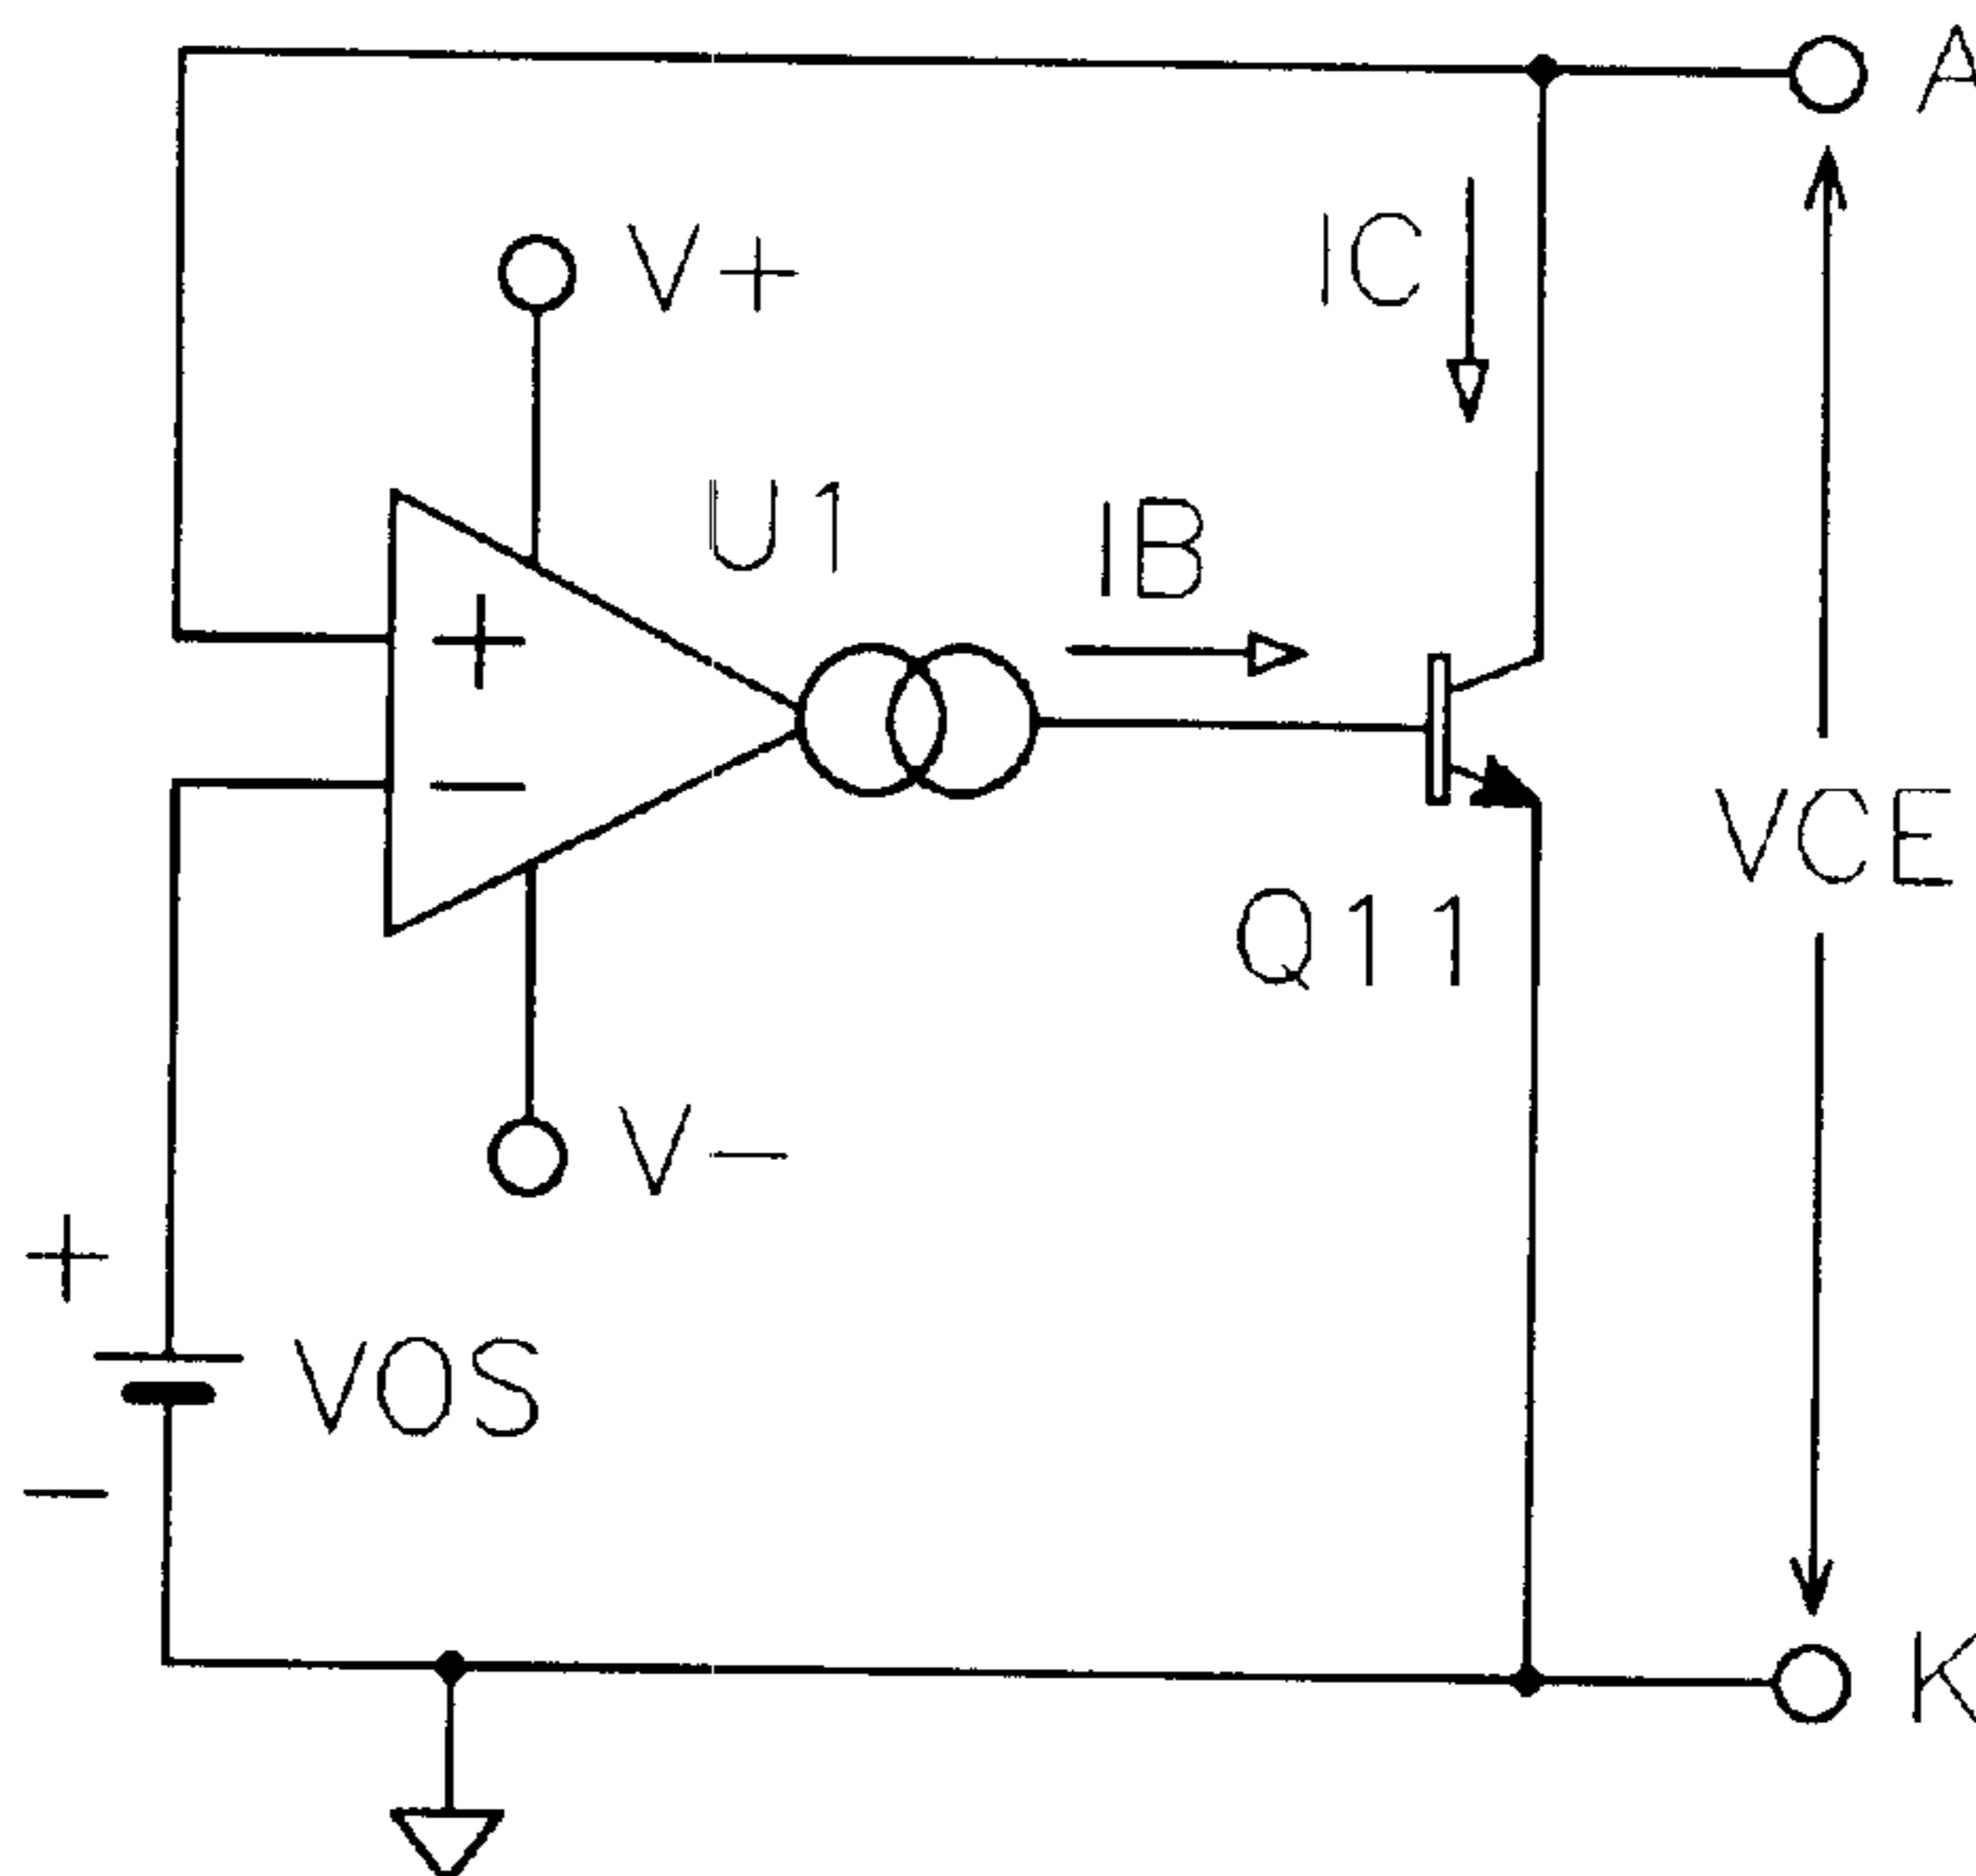 A
V+
IC
U1
IB
+
−
VCE
Q11
V−
+
VOS
−
K